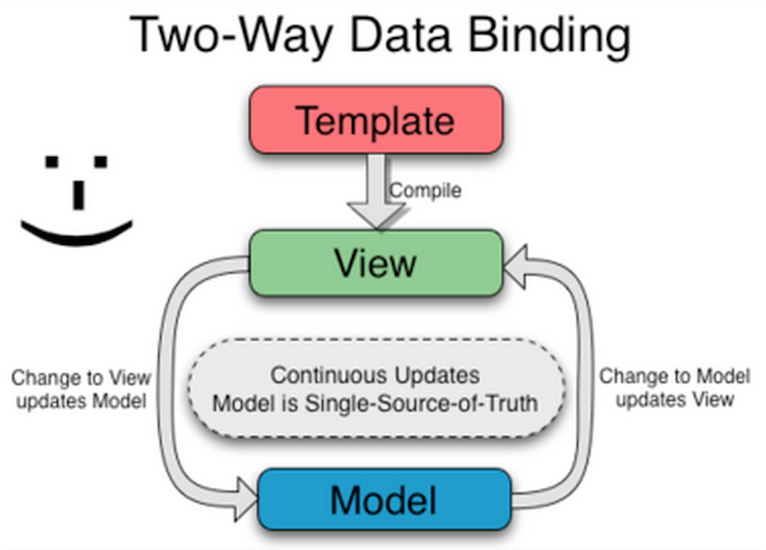 Two-Way Data Binding
Template
Compile
View
Change to View
updates Model
Continuous Updates
Model is Single-Source-of-Truth
Change to Model
updates View
Model